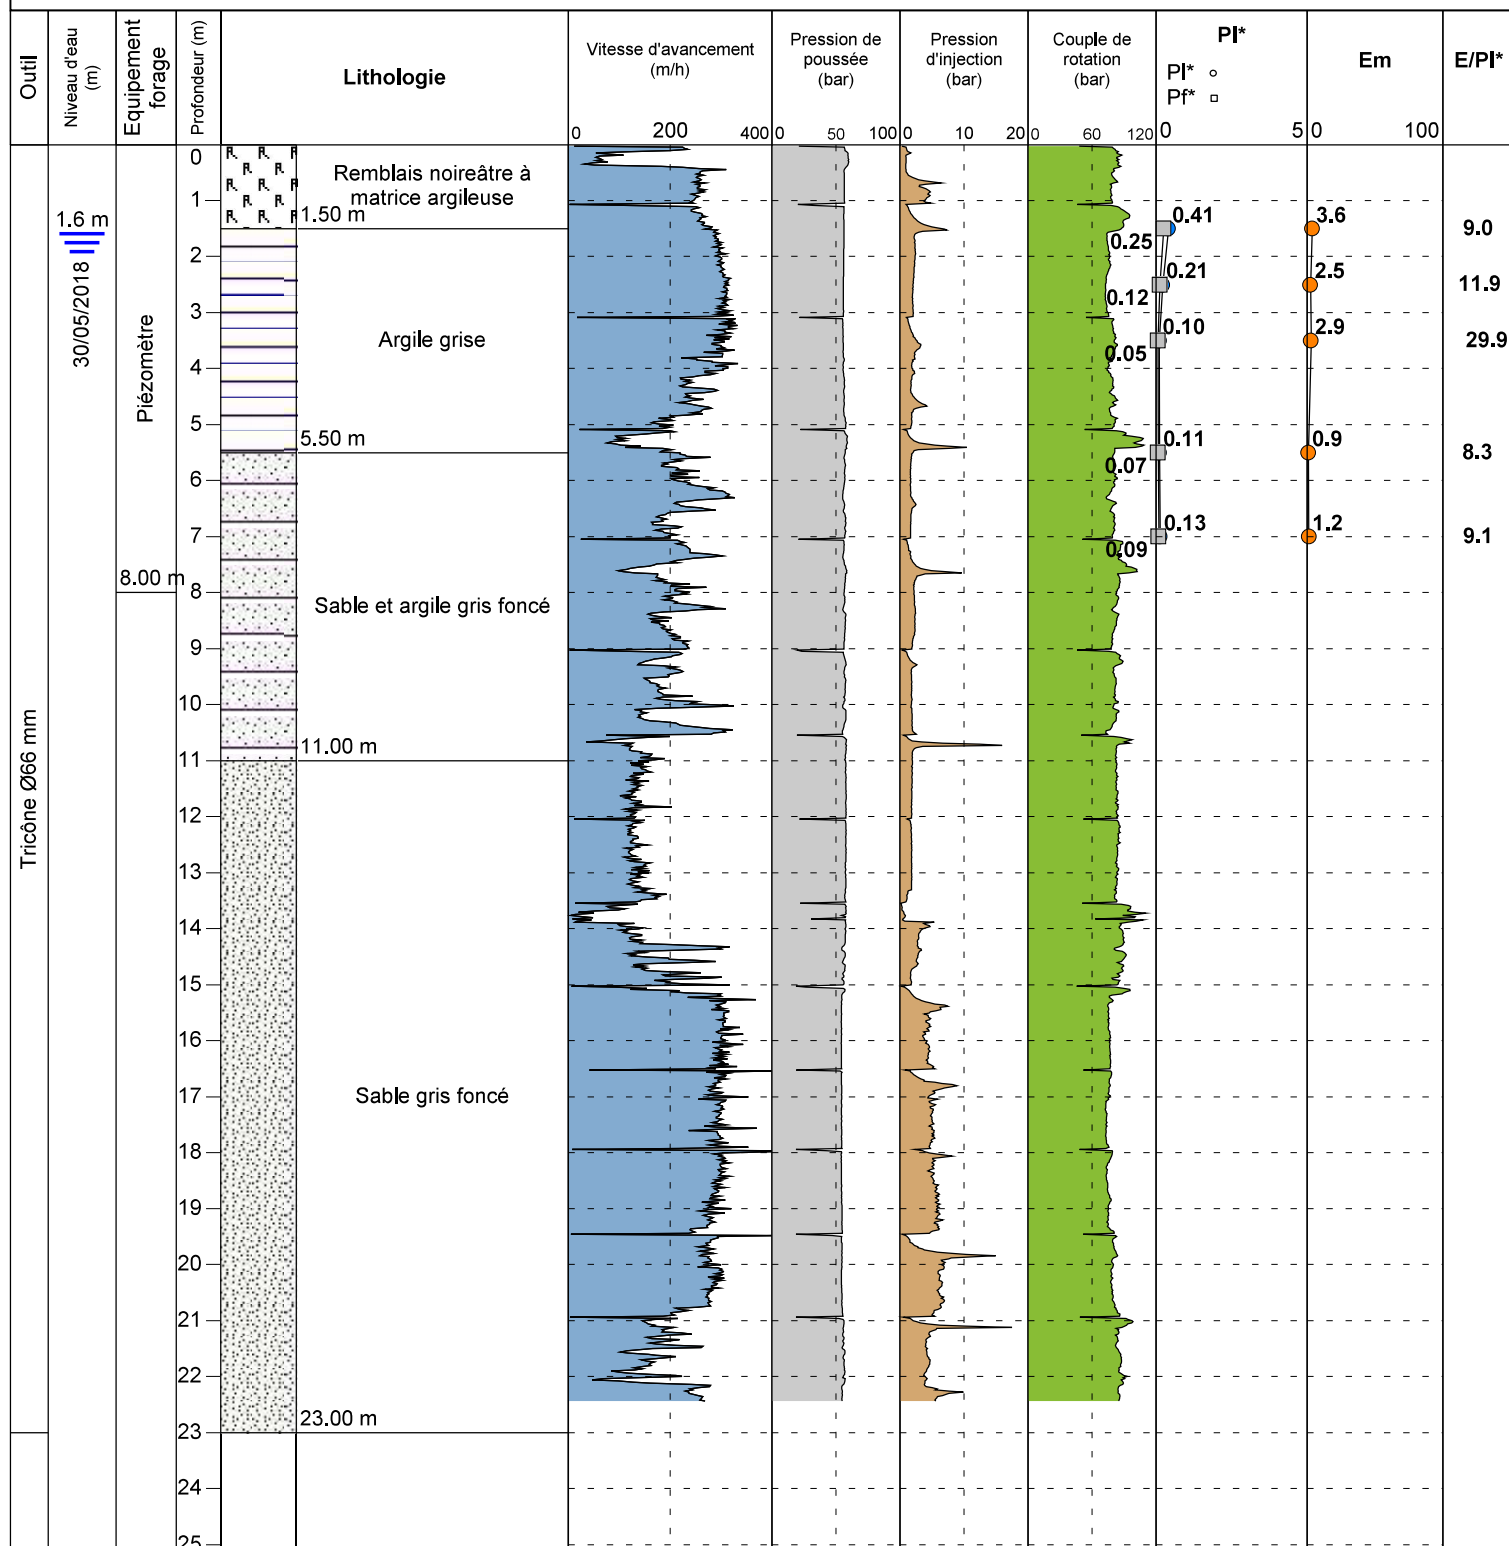 Outil
Niveau d'eau
(m)
Equipement
forage
Profondeur (m)
Lithologie
Vitesse d'avancement
(m/h)
0 200 400
Pression de
poussée
(bar)
0 50 100
Pression
d'injection
(bar)
0 10 20
Couple de
rotation
(bar)
0 60 120
Pl*
Pl*
Pf*
0 5
Em
0 100
E/Pl*
Tricône Ø66 mm
1.6 m
30/05/2018
Piézomètre
8.00 m
0
1
2
3
4
5
6
7
8
9
10
11
12
13
14
15
16
17
18
19
20
21
22
23
24
25
Remblais noireâtre à
matrice argileuse
1.50 m
Argile grise
5.50 m
Sable et argile gris foncé
11.00 m
Sable gris foncé
23.00 m
0.41 3.6 9.0
0.25
0.21 2.5 11.9
0.12
0.10 2.9 29.9
0.05
0.11 0.9 8.3
0.07
0.13 1.2 9.1
0.09